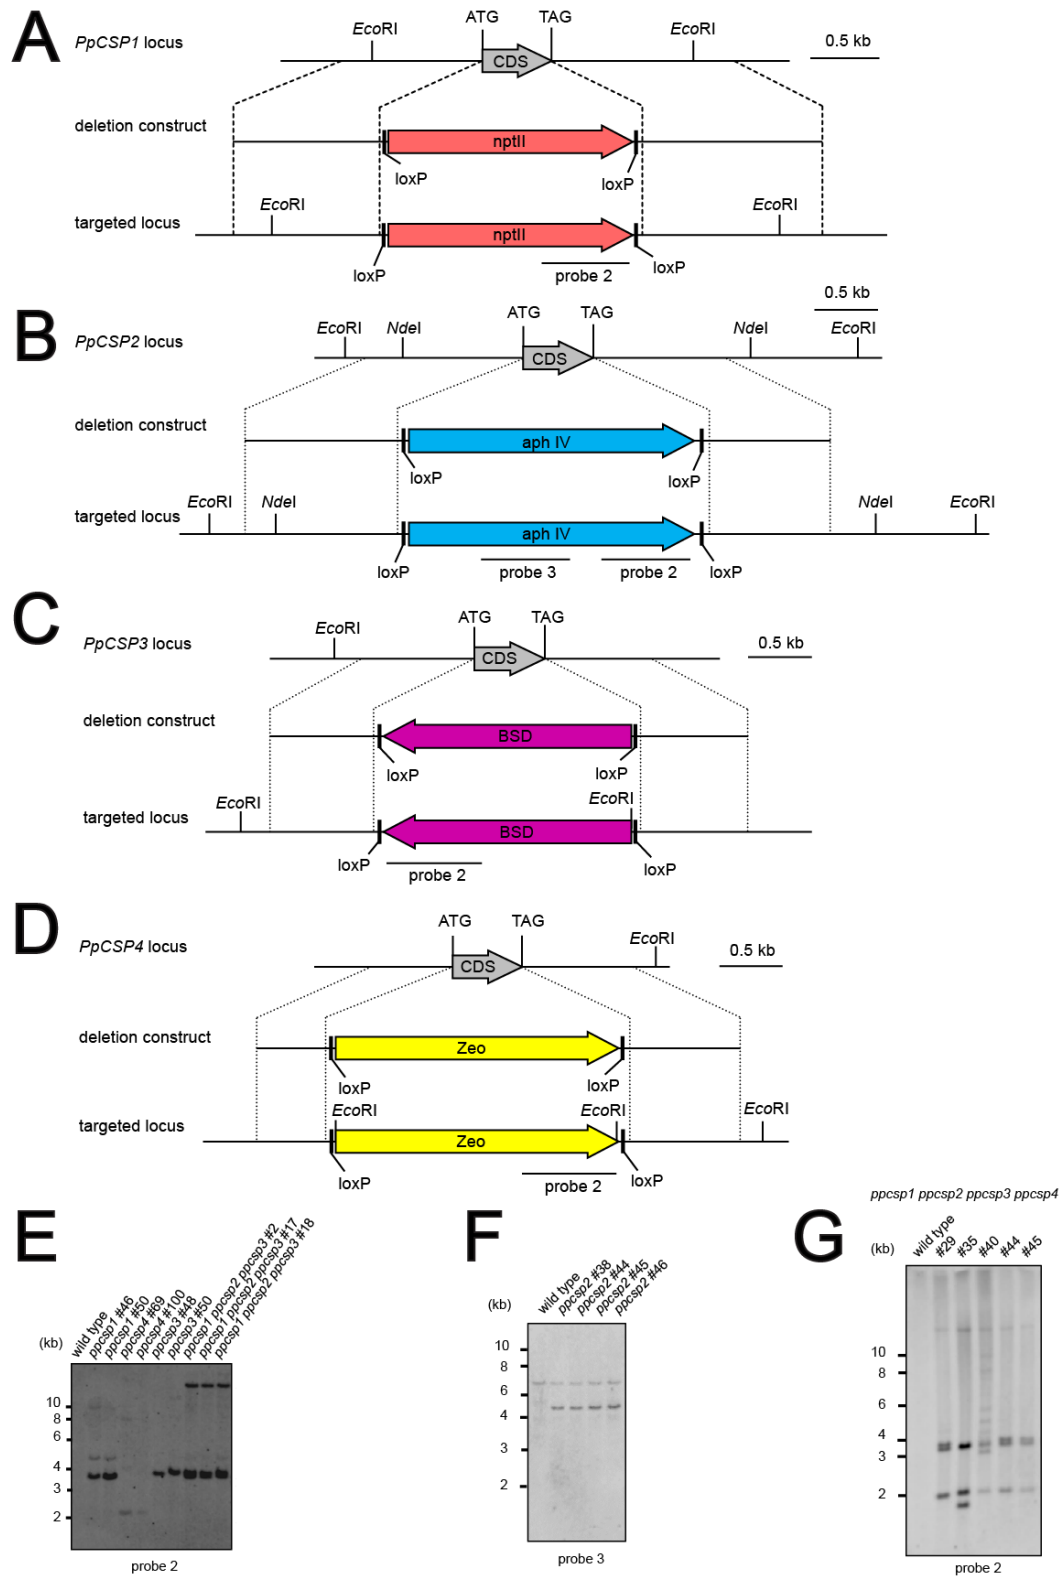 A
PpCSP1 locus
EcoRI
ATG
TAG
EcoRI
0.5 kb
CDS
deletion construct
nptII
loxP
loxP
targeted locus
EcoRI
EcoRI
nptII
loxP
loxP
probe 2
B
PpCSP2 locus
EcoRI
NdeI
ATG
TAG
NdeI
EcoRI
0.5 kb
CDS
deletion construct
aph IV
loxP
loxP
targeted locus
EcoRI
NdeI
NdeI
EcoRI
aph IV
loxP
loxP
probe 3
probe 2
C
PpCSP3 locus
EcoRI
ATG
TAG
0.5 kb
CDS
deletion construct
BSD
loxP
loxP
targeted locus
EcoRI
EcoRI
BSD
loxP
loxP
probe 2
D
PpCSP4 locus
ATG
TAG
EcoRI
0.5 kb
CDS
deletion construct
Zeo
loxP
loxP
targeted locus
EcoRI
EcoRI
EcoRI
Zeo
loxP
loxP
probe 2
E
wild type
ppcsp1 #46
ppcsp1 #50
ppcsp4 #69
ppcsp4 #100
ppcsp3 #48
ppcsp3 #50
ppcsp1 ppcsp2 ppcsp3 #2
ppcsp1 ppcsp2 ppcsp3 #17
ppcsp1 ppcsp2 ppcsp3 #18
(kb)
10
8
6
4
3
2
probe 2
F
wild type
ppcsp2 #38
ppcsp2 #44
ppcsp2 #45
ppcsp2 #46
(kb)
10
8
6
4
3
2
probe 3
G
ppcsp1 ppcsp2 ppcsp3 ppcsp4
wild type
#29
#35
#40
#44
#45
(kb)
10
8
6
4
3
2
probe 2